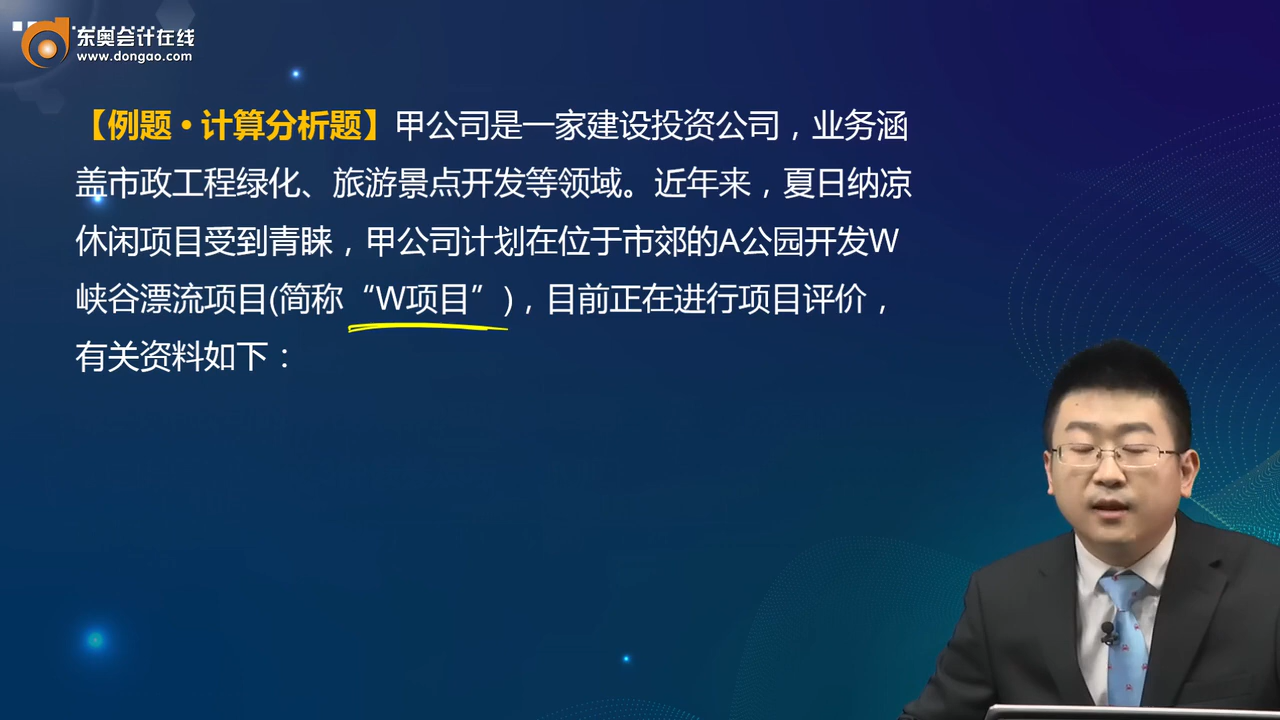 东奥会计在线
www.dongao.com
【例题•计算分析题】甲公司是一家建设投资公司，业务涵
盖市政工程绿化、旅游景点开发等领域。近年来，夏日纳凉
休闲项目受到青睐，甲公司计划在位于市郊的A公园开发W
峡谷漂流项目(简称“W项目”)，目前正在进行项目评价，
有关资料如下：